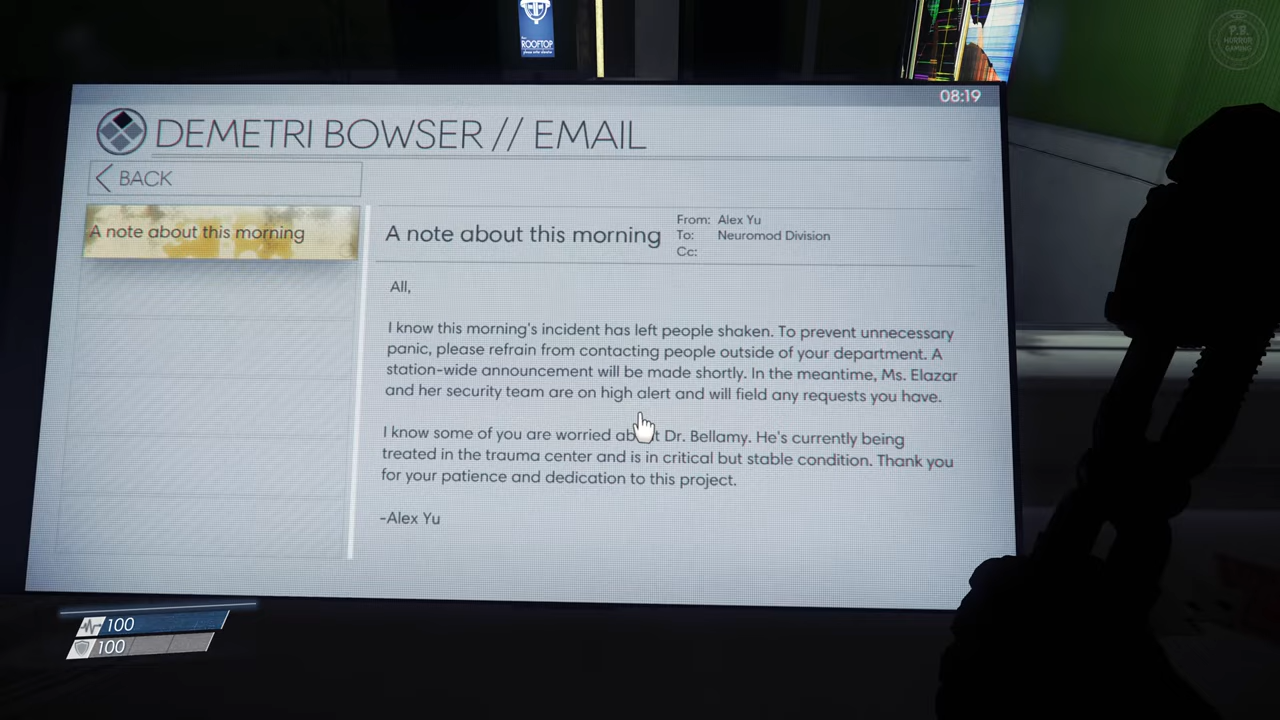 P.B.
HORROR
GAMING
ROOFTOP
08:19
DEMETRI BOWSER // EMAIL
BACK
A note about this morning
A note about this morning
From: Alex Yu
To: Neuromod Division
Cc:
All,
I know this morning's incident has left people shaken. To prevent unnecessary
panic, please refrain from contacting people outside of your department. A
station-wide announcement will be made shortly. In the meantime, Ms. Elazar
and her security team are on high alert and will field any requests you have.
I know some of you are worried about Dr. Bellamy. He's currently being
treated in the trauma center and is in critical but stable condition. Thank you
for your patience and dedication to this project.
-Alex Yu
100
100